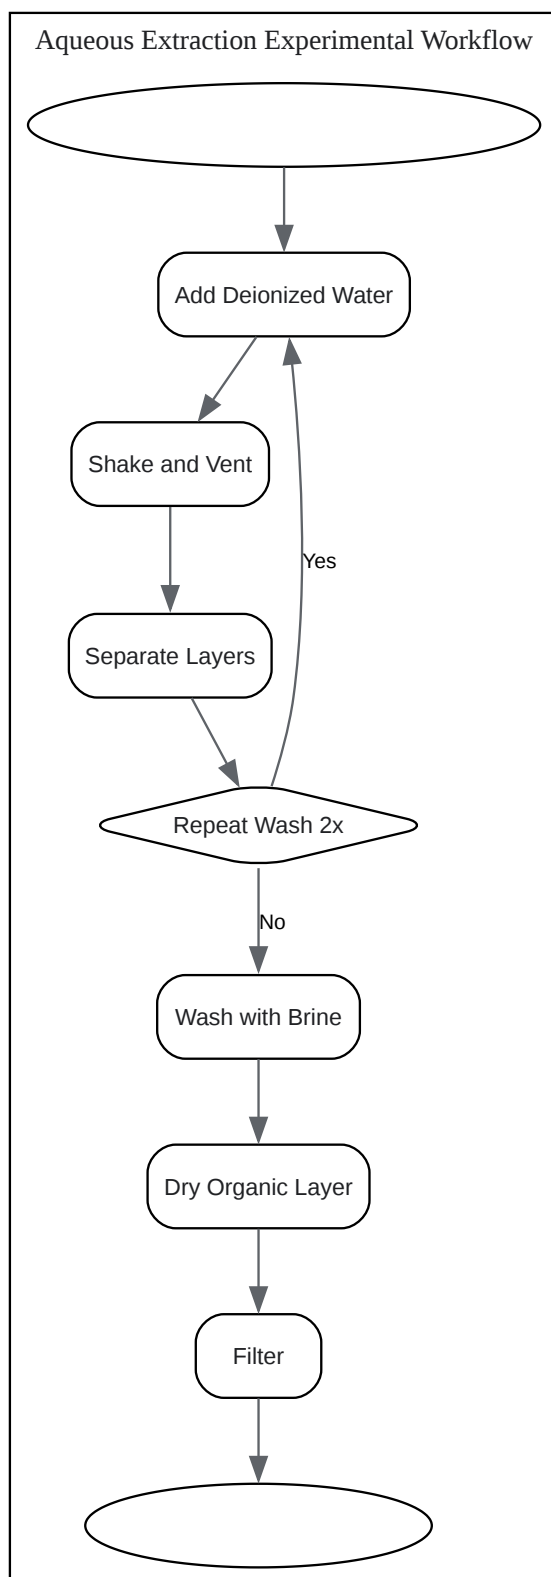 Aqueous Extraction Experimental Workflow
Add Deionized Water
Shake and Vent
Yes
Separate Layers
Repeat Wash 2x
No
Wash with Brine
Dry Organic Layer
Filter